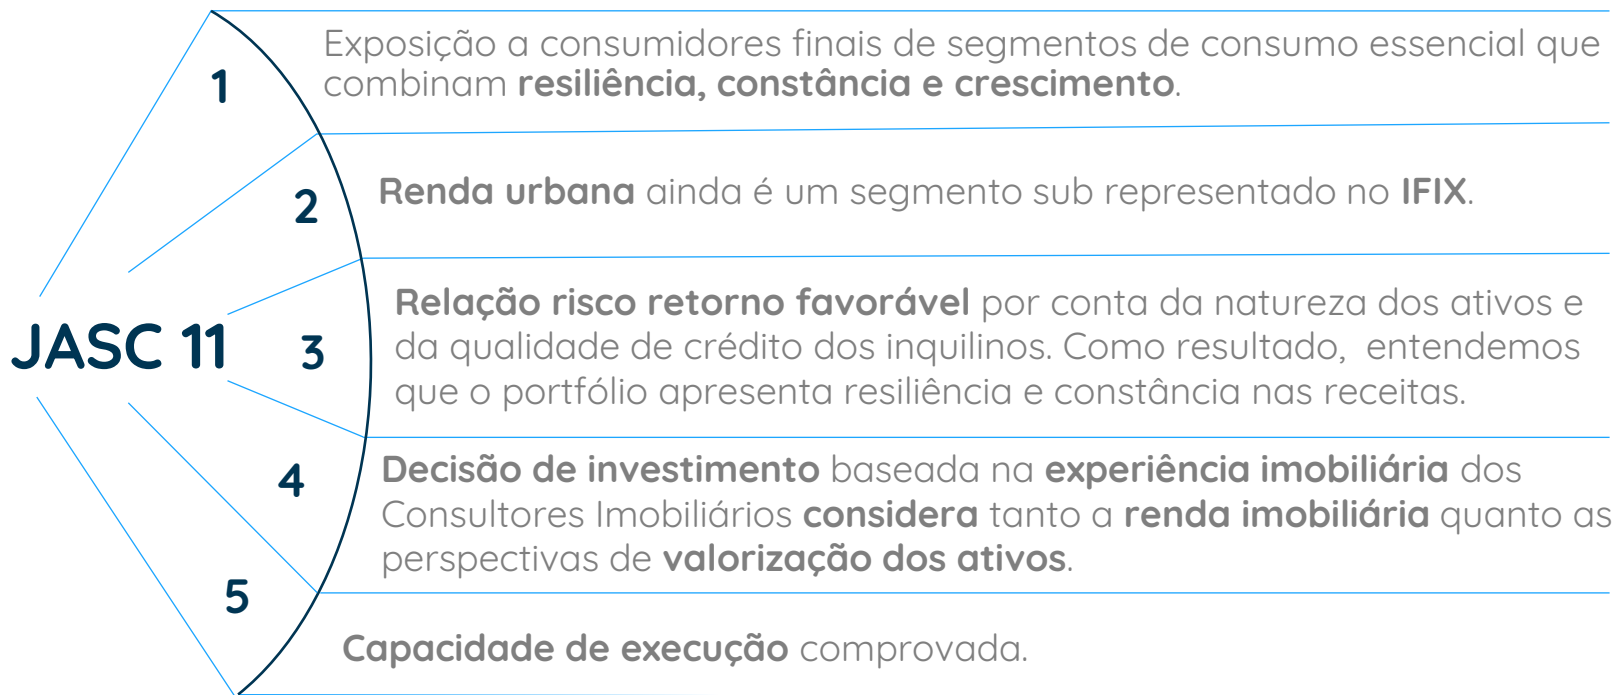 1
Exposição a consumidores finais de segmentos de consumo essencial que
combinam resiliência, constância e crescimento.
2
Renda urbana ainda é um segmento sub representado no IFIX.
JASC 11
3
Relação risco retorno favorável por conta da natureza dos ativos e
da qualidade de crédito dos inquilinos. Como resultado, entendemos
que o portfólio apresenta resiliência e constância nas receitas.
4
Decisão de investimento baseada na experiência imobiliária dos
Consultores Imobiliários considera tanto a renda imobiliária quanto as
perspectivas de valorização dos ativos.
5
Capacidade de execução comprovada.